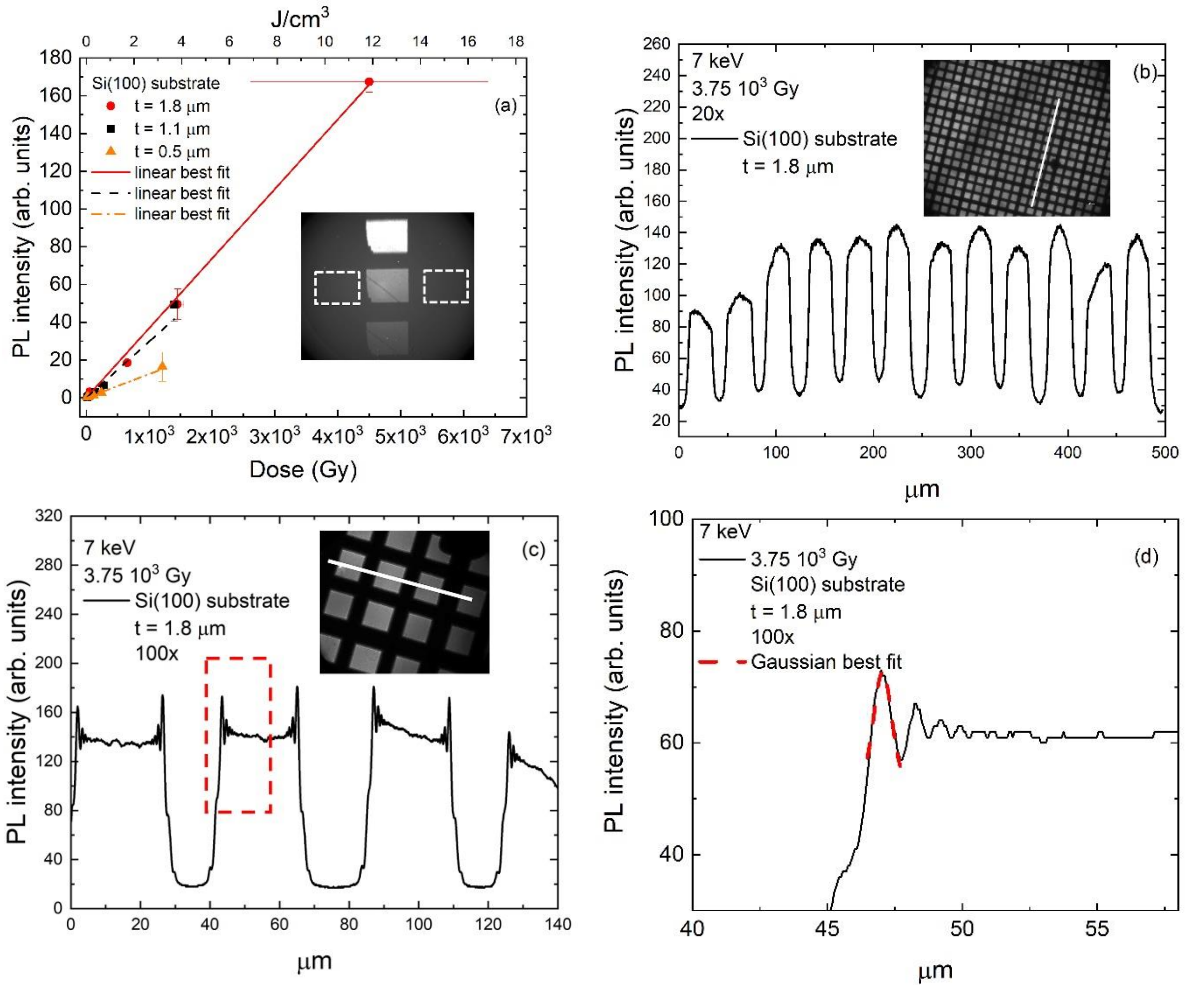 J/cm³
0 2 4 6 8 10 12 14 16 18
180
160
140
120
100
80
60
40
20
0
PL intensity (arb. units)
Si(100) substrate
t = 1.8 μm
t = 1.1 μm
t = 0.5 μm
linear best fit
linear best fit
linear best fit
(a)
0 1x10³ 2x10³ 3x10³ 4x10³ 5x10³ 6x10³ 7x10³
Dose (Gy)
260
240
220
200
180
160
140
120
100
80
60
40
20
PL intensity (arb. units)
7 keV
3.75 10³ Gy
20x
Si(100) substrate
t = 1.8 μm
(b)
0 100 200 300 400 500
μm
320
280
240
200
160
120
80
40
0
PL intensity (arb. units)
7 keV
3.75 10³ Gy
Si(100) substrate
t = 1.8 μm
100x
(c)
0 20 40 60 80 100 120 140
μm
100
80
60
40
PL intensity (arb. units)
7 keV
3.75 10³ Gy
Si(100) substrate
t = 1.8 μm
100x
Gaussian best fit
(d)
40 45 50 55
μm